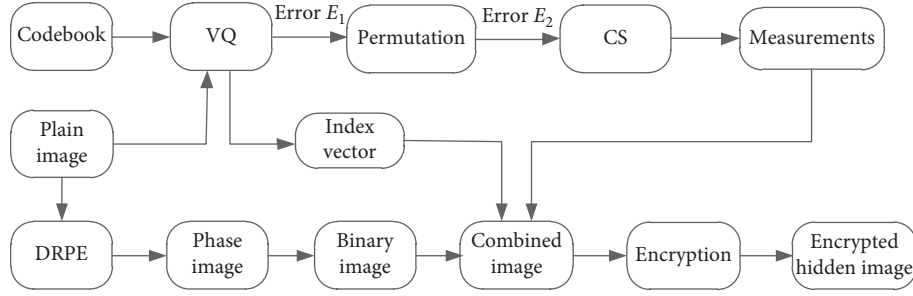 Codebook
VQ
Error E1
Permutation
Error E2
CS
Measurements
Plain
image
Index
vector
DRPE
Phase
image
Binary
image
Combined
image
Encryption
Encrypted
hidden image